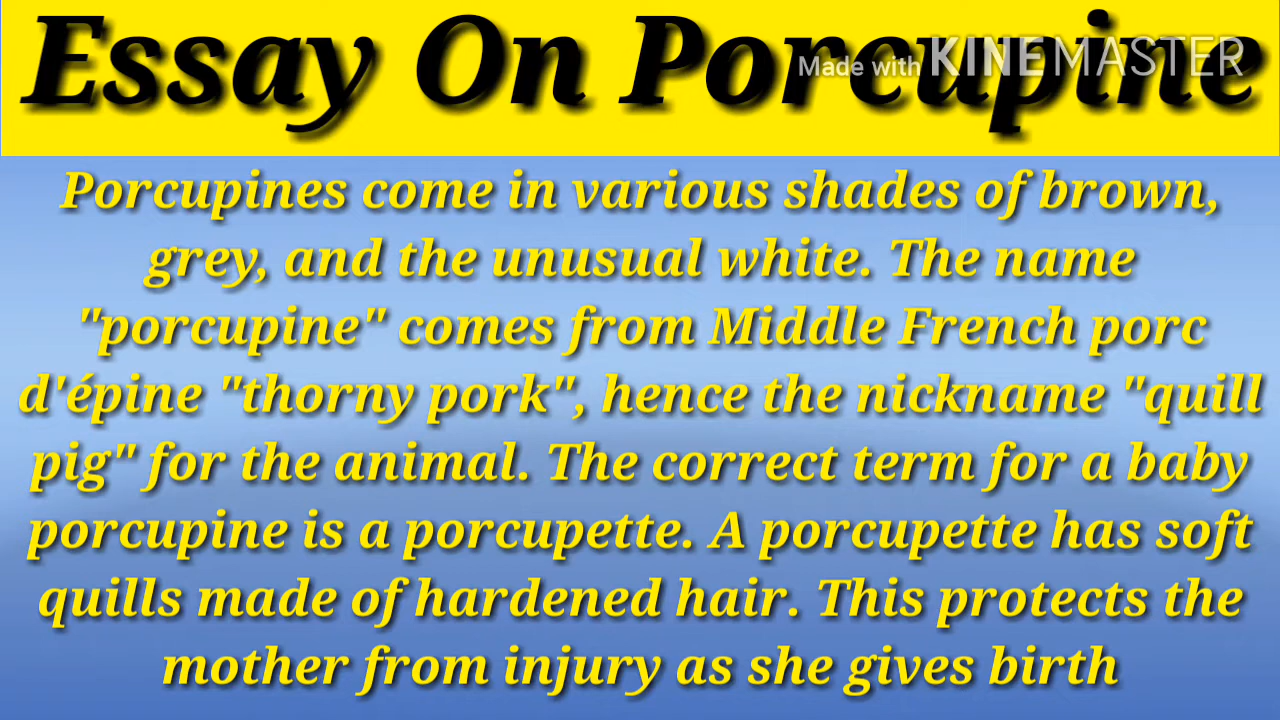 Essay On Porcupine
Made with KINEMASTER
Porcupines come in various shades of brown,
grey, and the unusual white. The name
"porcupine" comes from Middle French porc
d'épine "thorny pork", hence the nickname "quill
pig" for the animal. The correct term for a baby
porcupine is a porcupette. A porcupette has soft
quills made of hardened hair. This protects the
mother from injury as she gives birth